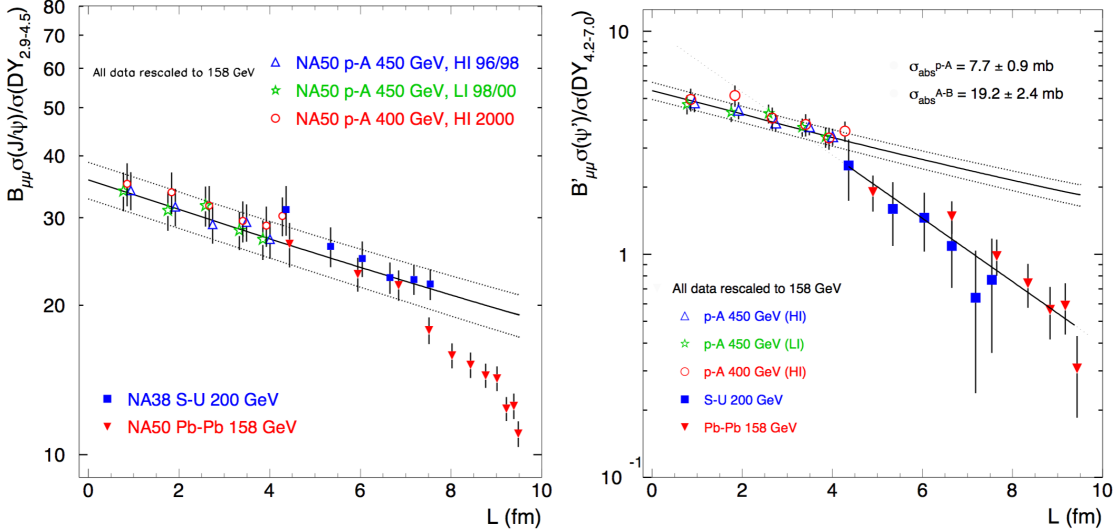 B_μμ σ(J/ψ)/σ(DY_2.9-4.5)
80
70
60
50
40
30
20
10
All data rescaled to 158 GeV
NA50 p-A 450 GeV, HI 96/98
NA50 p-A 450 GeV, LI 98/00
NA50 p-A 400 GeV, HI 2000
NA38 S-U 200 GeV
NA50 Pb-Pb 158 GeV
0 2 4 6 8 10
L (fm)
B'_μμ σ(ψ')/σ(DY_4.2-7.0)
10
1
10^-1
σ_abs^p-A = 7.7 ± 0.9 mb
σ_abs^A-B = 19.2 ± 2.4 mb
All data rescaled to 158 GeV
p-A 450 GeV (HI)
p-A 450 GeV (LI)
p-A 400 GeV (HI)
S-U 200 GeV
Pb-Pb 158 GeV
0 2 4 6 8 10
L (fm)